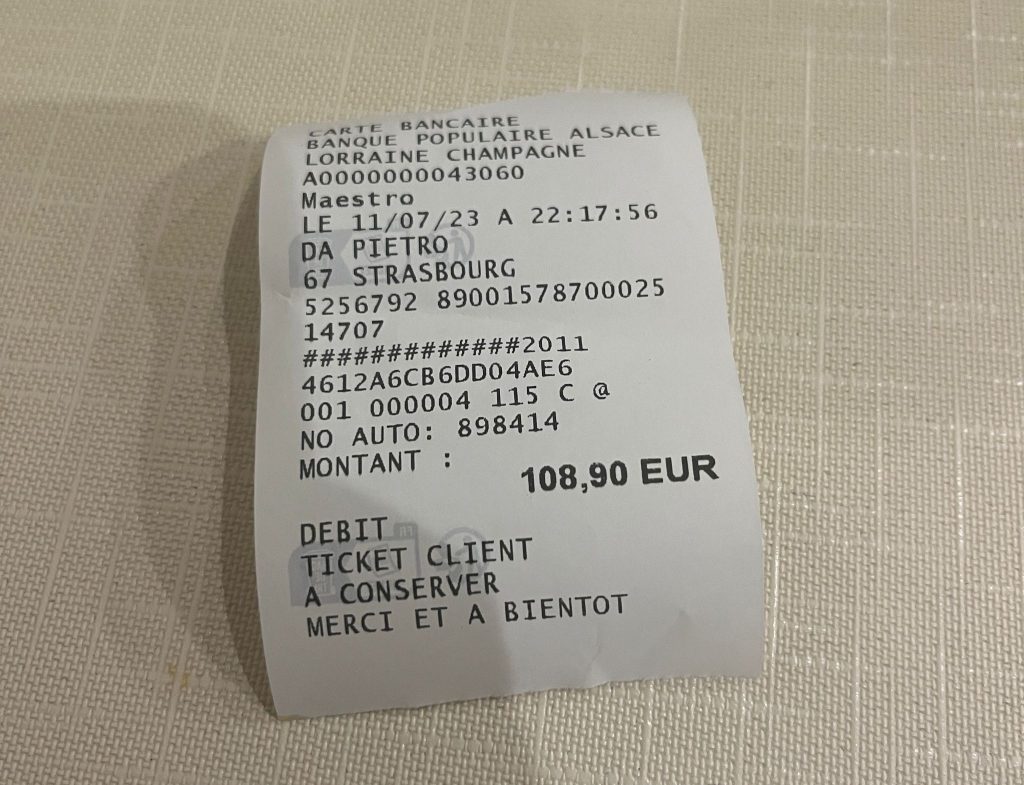 CARTE BANCAIRE
BANQUE POPULAIRE ALSACE
LORRAINE CHAMPAGNE
A0000000043060
Maestro
LE 11/07/23 A 22:17:56
DA PIETRO
67 STRASBOURG
5256792 89001578700025
14707
#############2011
4612A6CB6DD04AE6
001 000004 115 C @
NO AUTO: 898414
MONTANT :
108,90 EUR
DEBIT
TICKET CLIENT
A CONSERVER
MERCI ET A BIENTOT